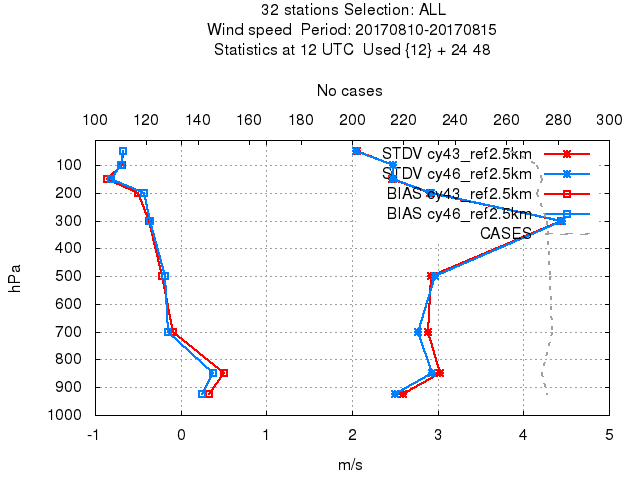 32 stations Selection: ALL
Wind speed  Period: 20170810-20170815
Statistics at 12 UTC  Used {12} + 24 48
No cases
100 120 140 160 180 200 220 240 260 280 300
STDV cy43_ref2.5km
STDV cy46_ref2.5km
BIAS cy43_ref2.5km
BIAS cy46_ref2.5km
CASES
100
200
300
400
500
600
700
800
900
1000
hPa
-1 0 1 2 3 4 5
m/s